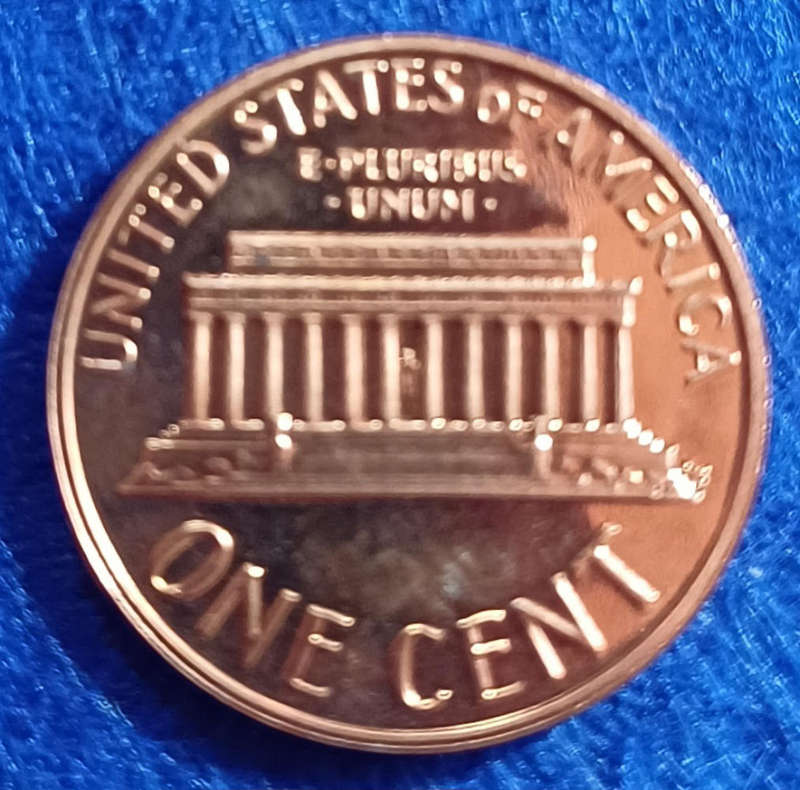 UNITED STATES OF AMERICA
E·PLURIBUS
·UNUM·
ONE CENT